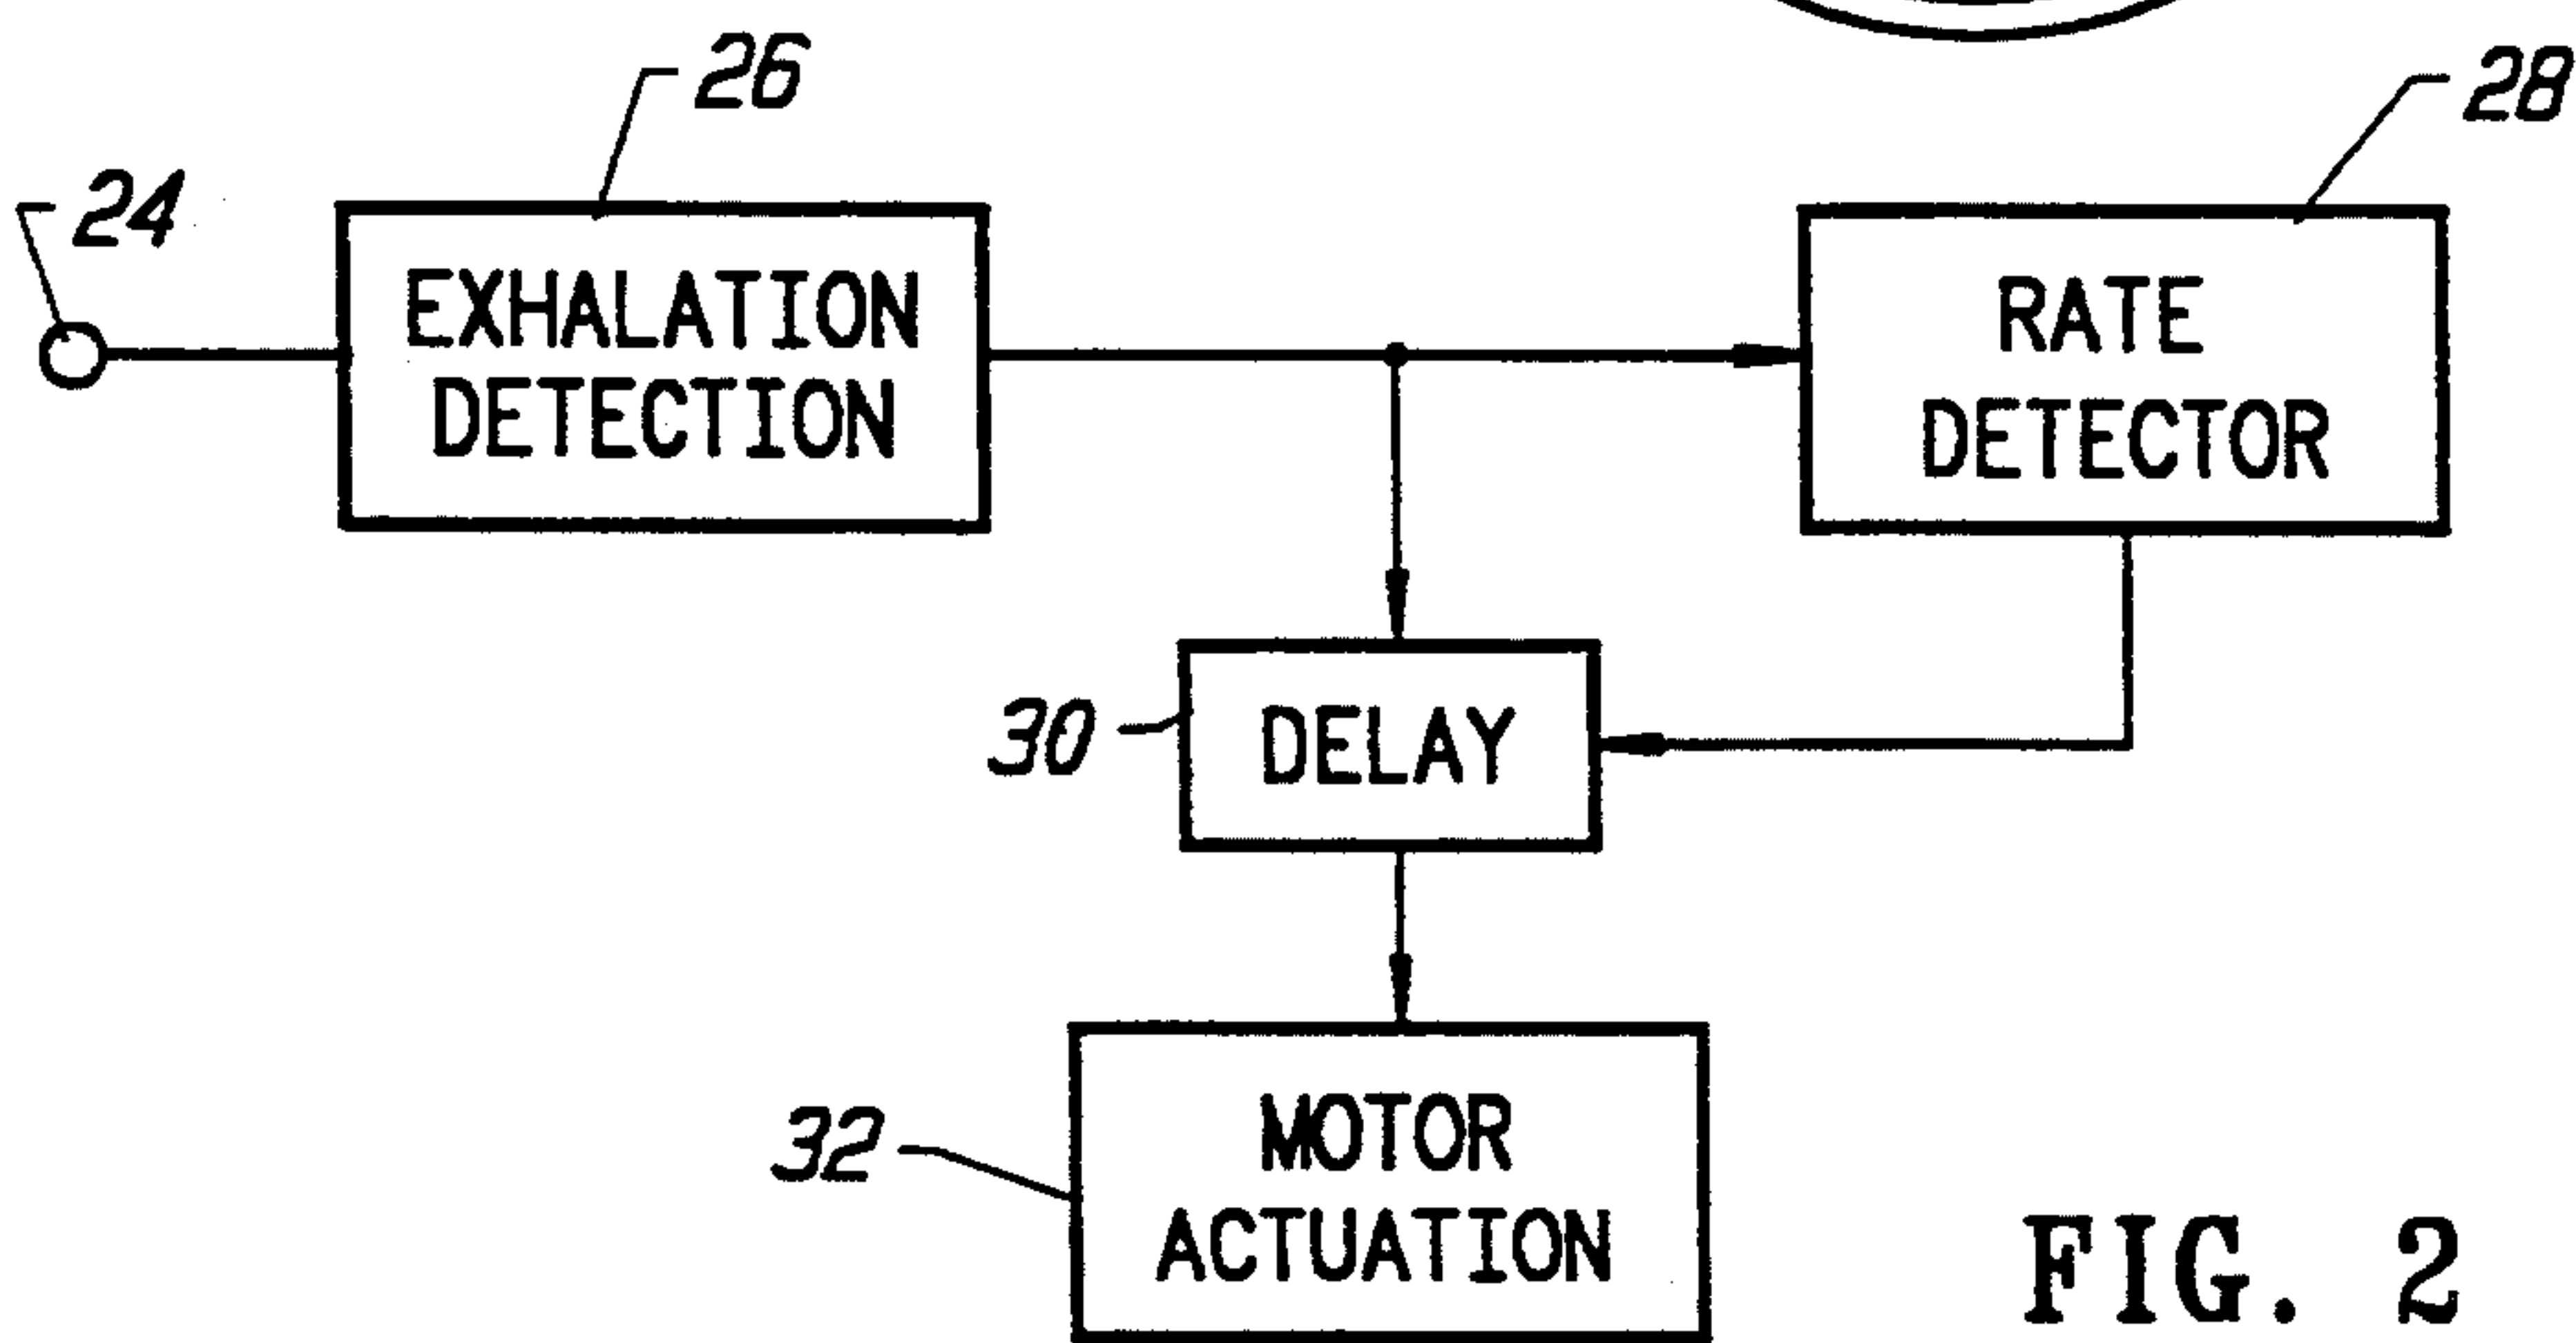 26
28
24
EXHALATION
DETECTION
RATE
DETECTOR
30
DELAY
32
MOTOR
ACTUATION
FIG. 2